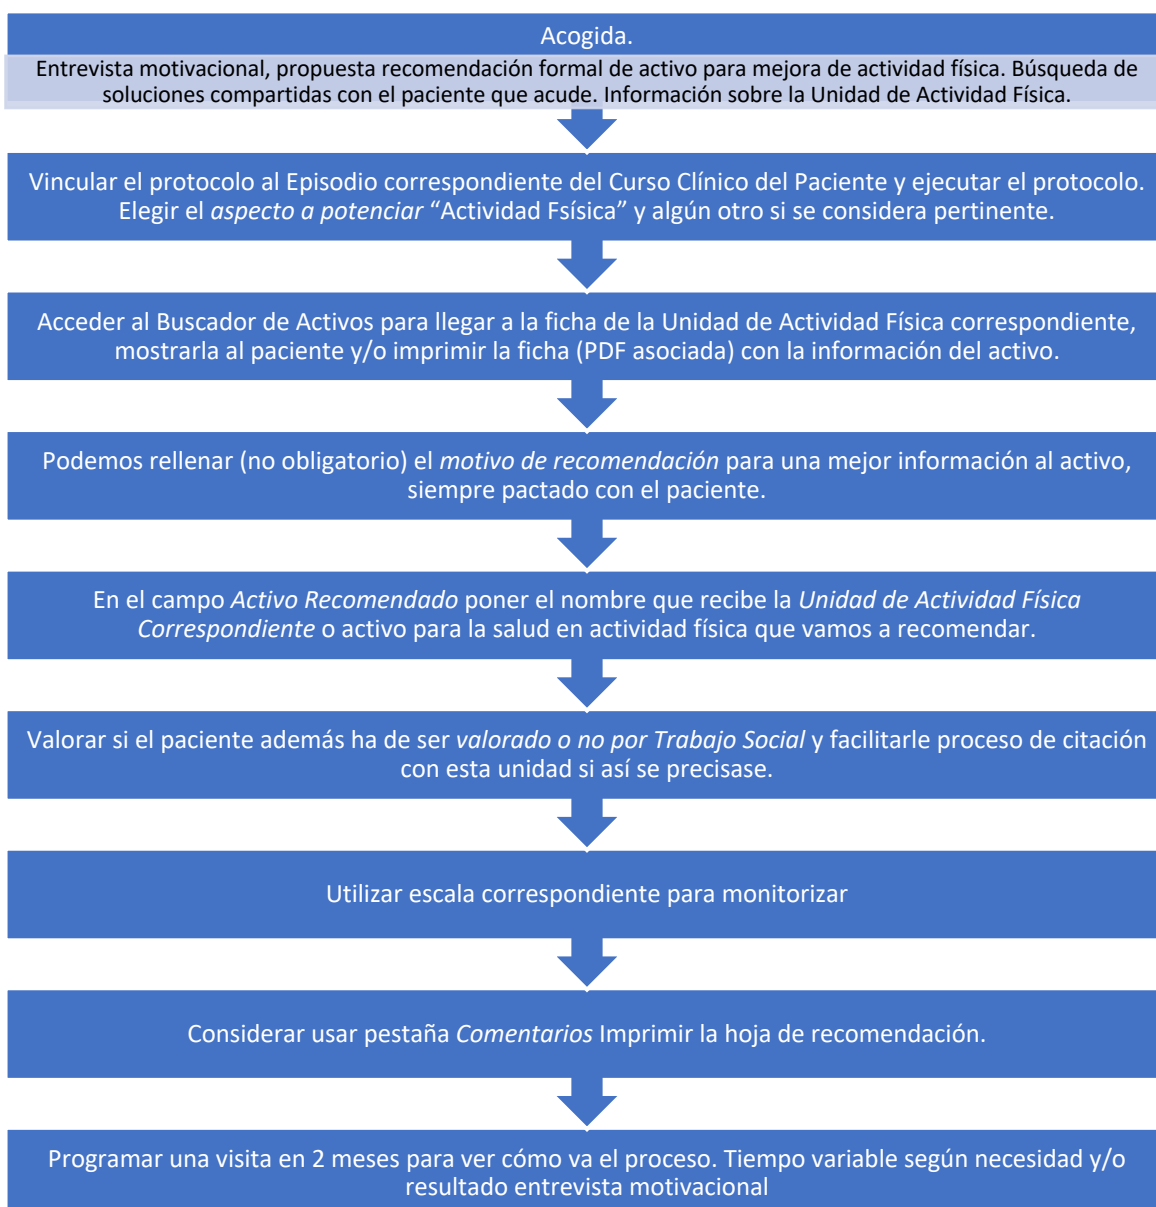 Acogida.
Entrevista motivacional, propuesta recomendación formal de activo para mejora de actividad física. Búsqueda de
soluciones compartidas con el paciente que acude. Información sobre la Unidad de Actividad Física.
Vincular el protocolo al Episodio correspondiente del Curso Clínico del Paciente y ejecutar el protocolo.
Elegir el aspecto a potenciar “Actividad Fsísica” y algún otro si se considera pertinente.
Acceder al Buscador de Activos para llegar a la ficha de la Unidad de Actividad Física correspondiente,
mostrarla al paciente y/o imprimir la ficha (PDF asociada) con la información del activo.
Podemos rellenar (no obligatorio) el motivo de recomendación para una mejor información al activo,
siempre pactado con el paciente.
En el campo Activo Recomendado poner el nombre que recibe la Unidad de Actividad Física
Correspondiente o activo para la salud en actividad física que vamos a recomendar.
Valorar si el paciente además ha de ser valorado o no por Trabajo Social y facilitarle proceso de citación
con esta unidad si así se precisase.
Utilizar escala correspondiente para monitorizar
Considerar usar pestaña Comentarios Imprimir la hoja de recomendación.
Programar una visita en 2 meses para ver cómo va el proceso. Tiempo variable según necesidad y/o
resultado entrevista motivacional